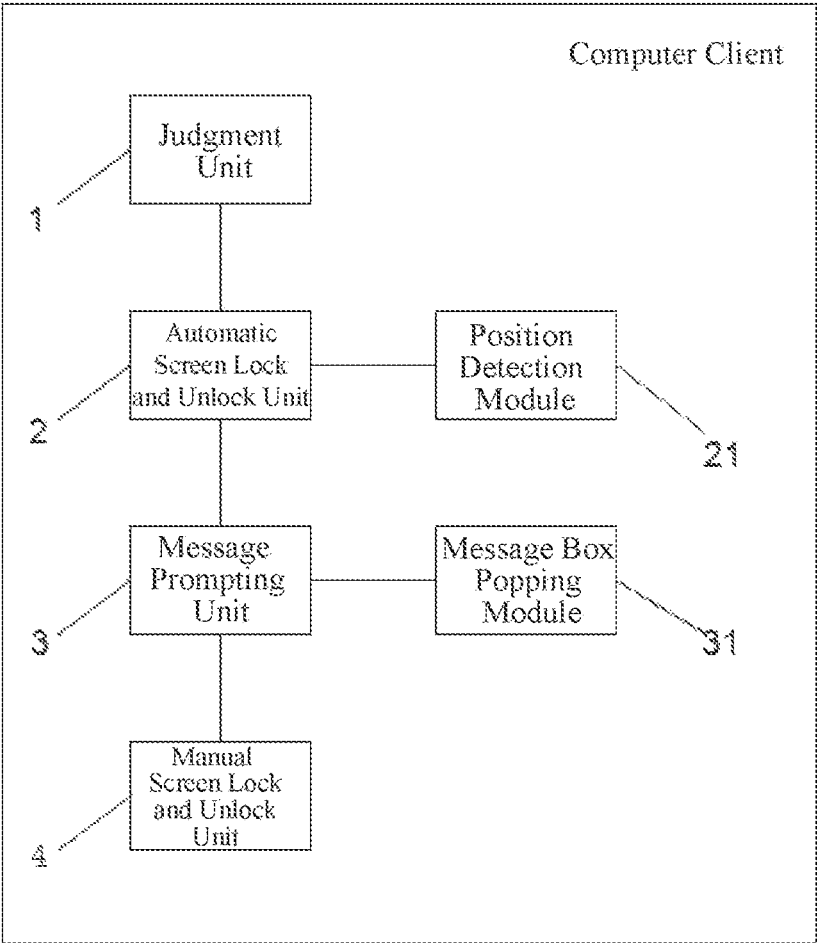 Computer Client
Judgment
Unit
1
Automatic
Screen Lock
and Unlock Unit
2
Position
Detection
Module
21
Message
Prompting
Unit
3
Message Box
Popping
Module
31
Manual
Screen Lock
and Unlock
Unit
4